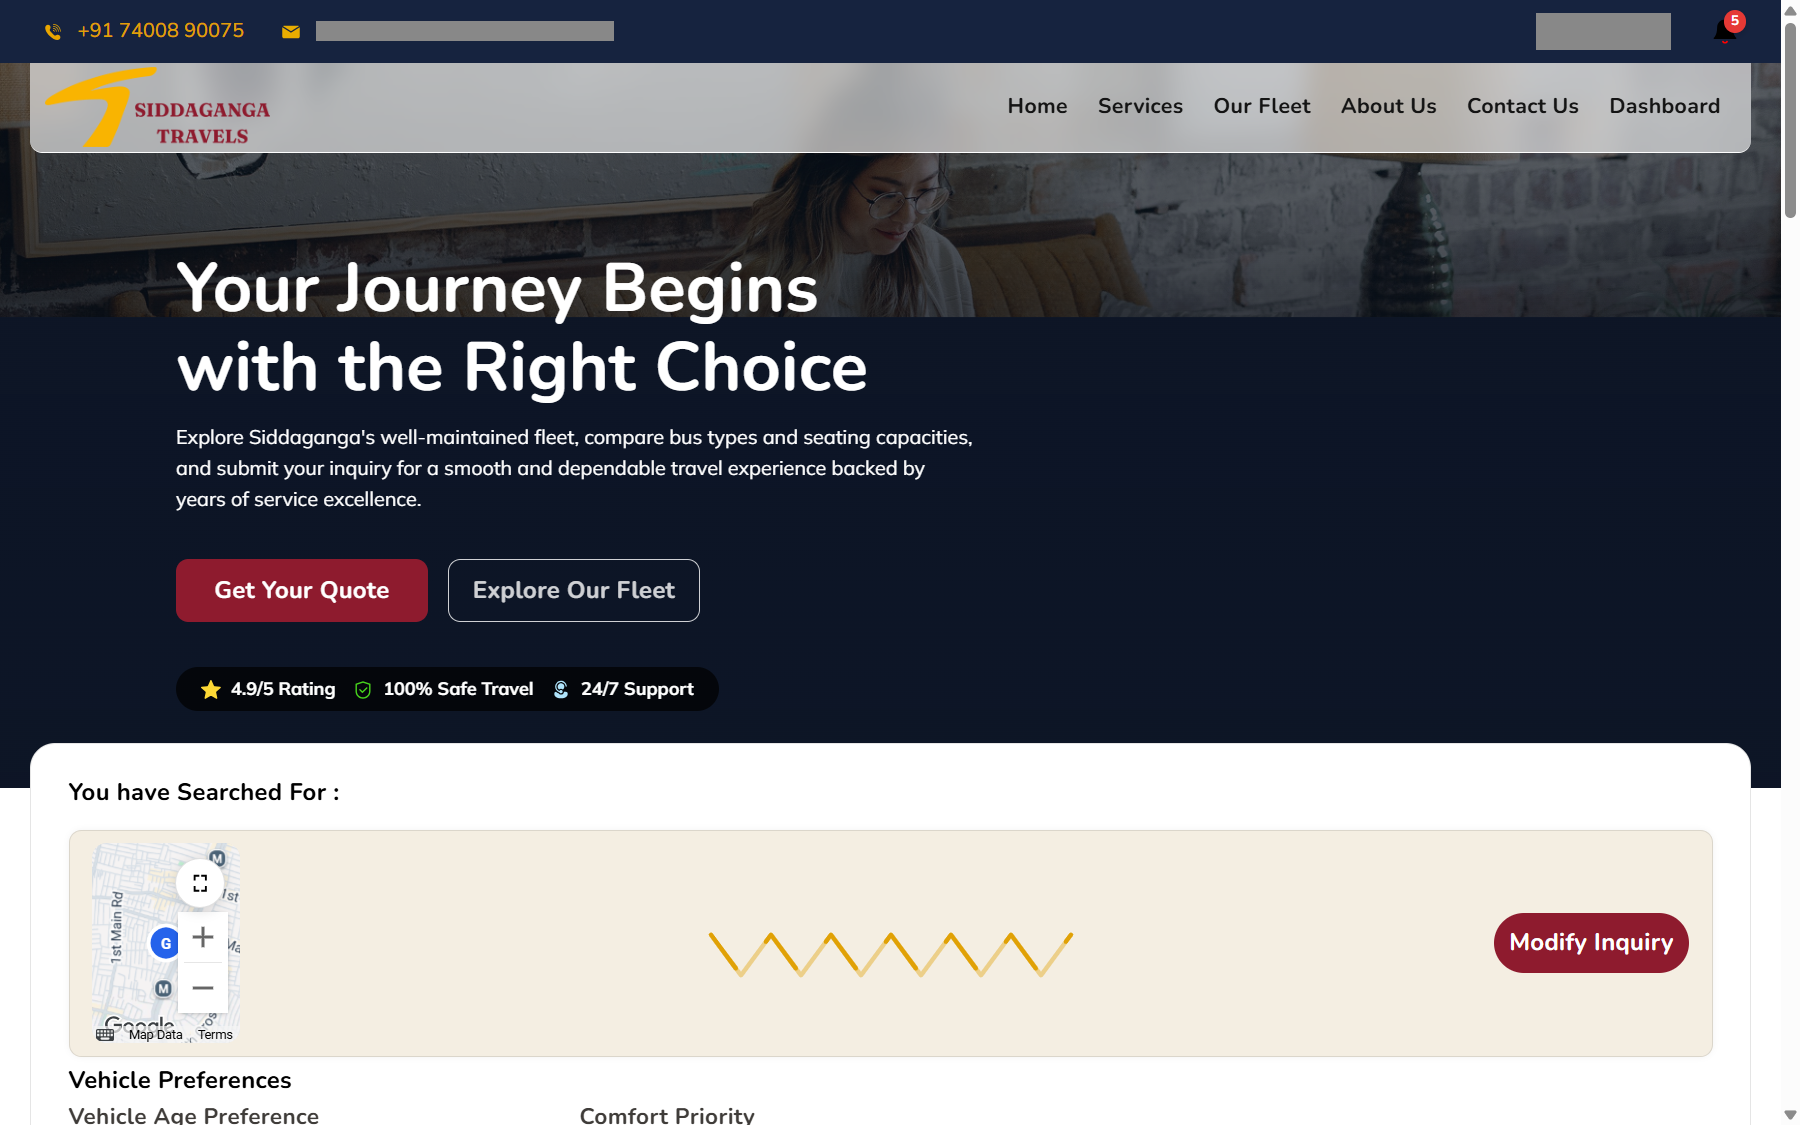 +91 74008 90075
5
SIDDAGANGA
TRAVELS
Home
Services
Our Fleet
About Us
Contact Us
Dashboard
Your Journey Begins
with the Right Choice
Explore Siddaganga's well-maintained fleet, compare bus types and seating capacities,
and submit your inquiry for a smooth and dependable travel experience backed by
years of service excellence.
Get Your Quote
Explore Our Fleet
4.9/5 Rating
100% Safe Travel
24/7 Support
You have Searched For :
M
1st
1st Main Rd
G
Ma
M
Google
Map Data
Terms
Modify Inquiry
Vehicle Preferences
Vehicle Age Preference
Comfort Priority